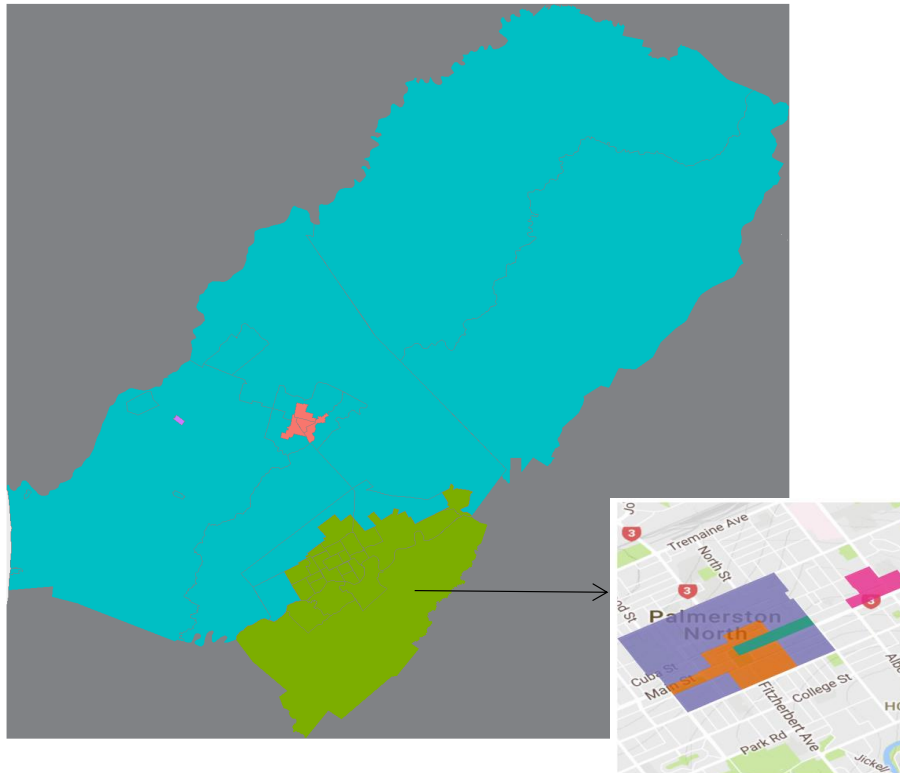 3
Tremaine Ave
North St
3
Palmerston
North
3
Cuba St
Main St
Fitzherbert Ave
College St
Park Rd
Jickell